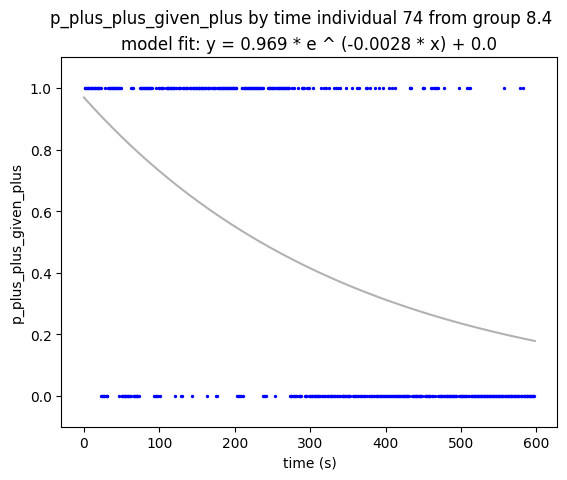 p_plus_plus_given_plus by time individual 74 from group 8.4
model fit: y = 0.969 * e ^ (-0.0028 * x) + 0.0
p_plus_plus_given_plus
1.0
0.8
0.6
0.4
0.2
0.0
0 100 200 300 400 500 600
time (s)